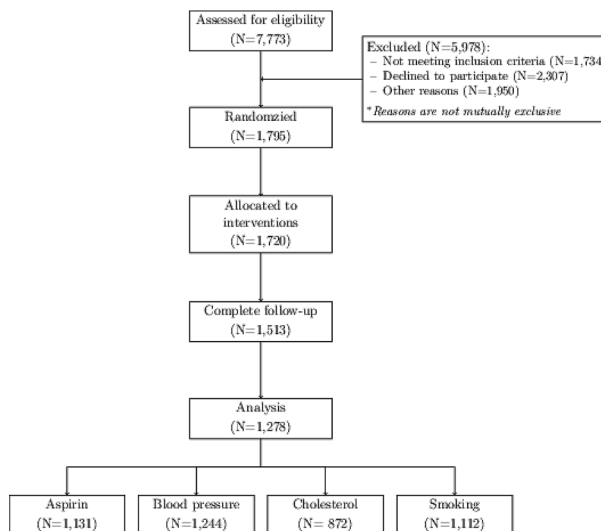 Assessed for eligibility
(N=7,773)
Excluded (N=5,978):
– Not meeting inclusion criteria (N=1,734
– Declined to participate (N=2,307)
– Other reasons (N=1,950)
*Reasons are not mutually exclusive
Randomzied
(N=1,795)
Allocated to
interventions
(N=1,720)
Complete follow-up
(N=1,513)
Analysis
(N=1,278)
Aspirin
(N=1,131)
Blood pressure
(N=1,244)
Cholesterol
(N= 872)
Smoking
(N=1,112)